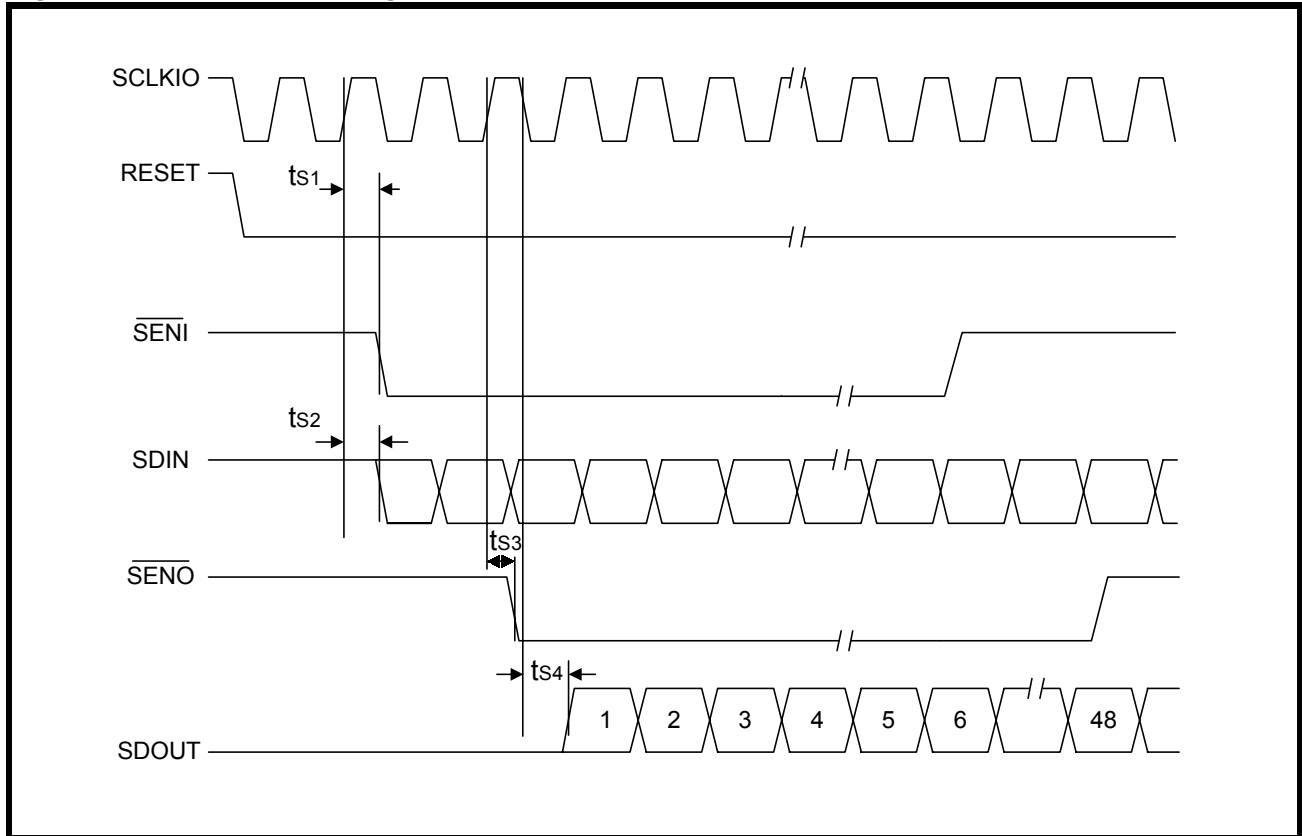 SCLKIO
RESET
tS1
SENI
tS2
SDIN
tS3
SENO
tS4
1 2 3 4 5 6 48
SDOUT